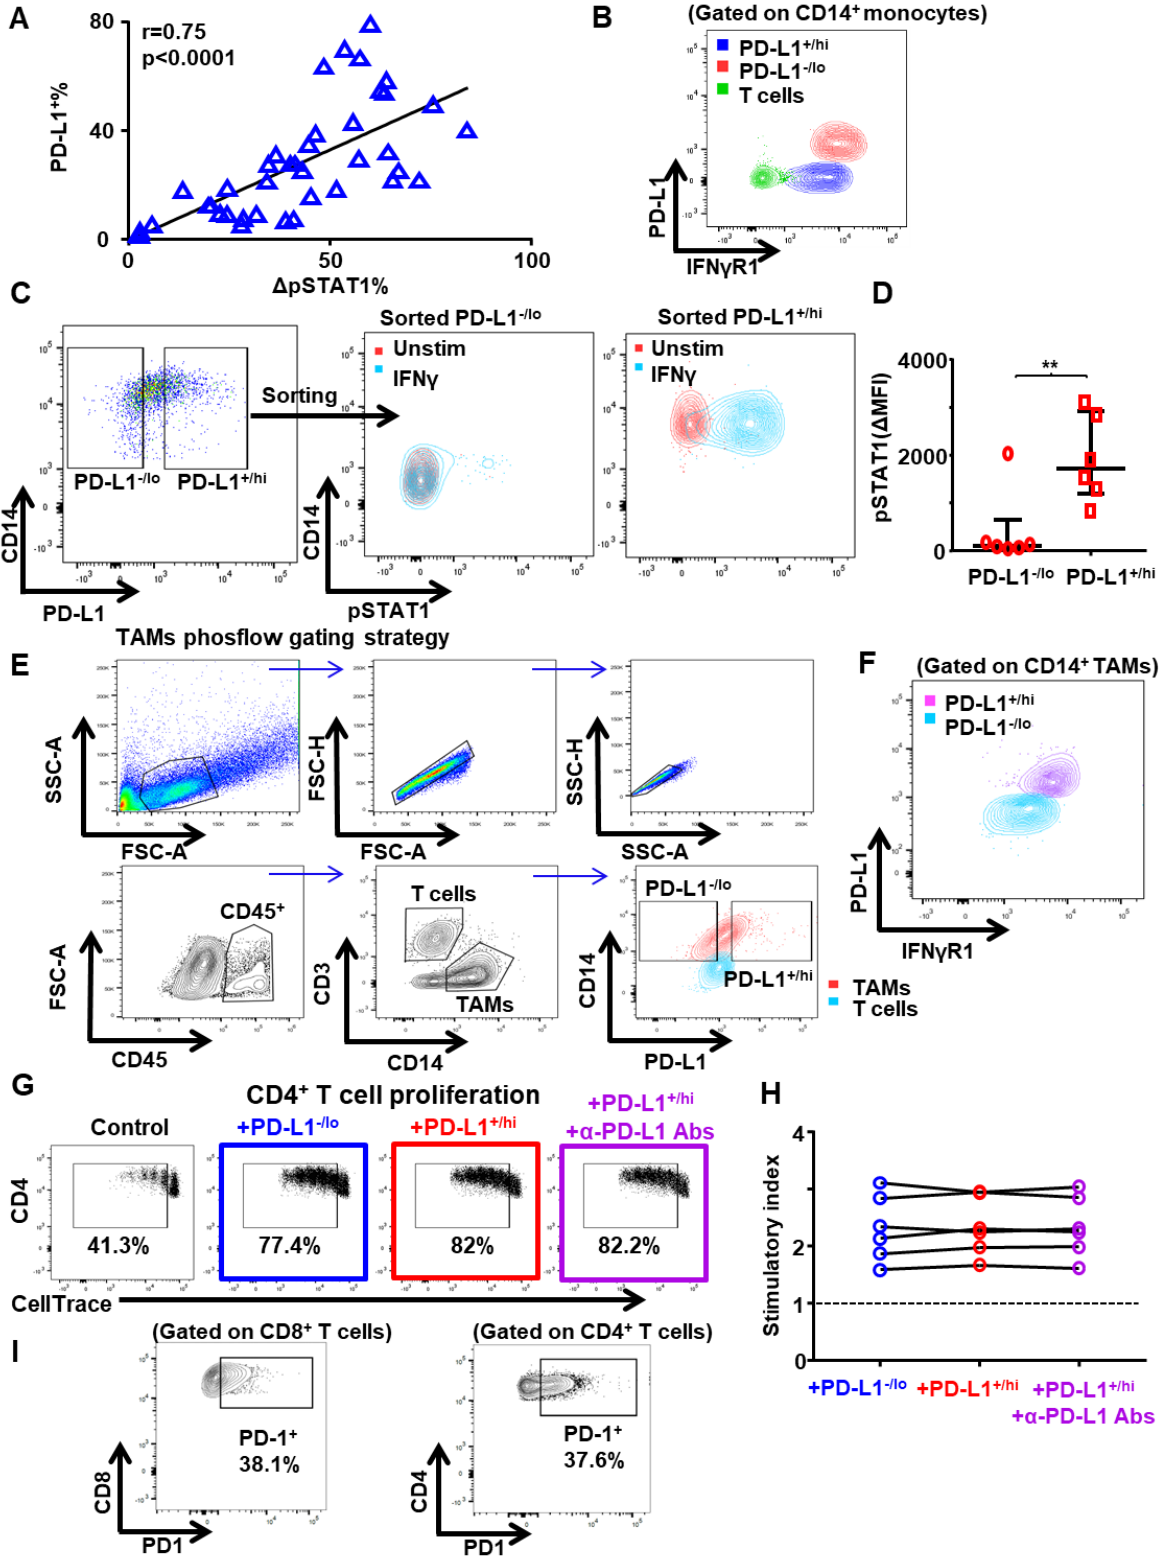 A
80
r=0.75
p<0.0001
PD-L1⁺%
40
0
0
50
100
ΔpSTAT1%
B
(Gated on CD14⁺ monocytes)
PD-L1⁺/ʰⁱ
PD-L1⁻/ˡᵒ
T cells
PD-L1
IFNγR1
C
Sorted PD-L1⁻/ˡᵒ
Sorted PD-L1⁺/ʰⁱ
Unstim
IFNγ
Unstim
IFNγ
Sorting
PD-L1⁻/ˡᵒ
PD-L1⁺/ʰⁱ
CD14
PD-L1
CD14
pSTAT1
D
4000
**
pSTAT1(ΔMFI)
2000
0
PD-L1⁻/ˡᵒ
PD-L1⁺/ʰⁱ
E
TAMs phosflow gating strategy
SSC-A
FSC-A
FSC-H
FSC-A
SSC-H
SSC-A
CD45⁺
FSC-A
CD45
T cells
TAMs
CD3
CD14
PD-L1⁻/ˡᵒ
PD-L1⁺/ʰⁱ
CD14
PD-L1
TAMs
T cells
F
(Gated on CD14⁺ TAMs)
PD-L1⁺/ʰⁱ
PD-L1⁻/ˡᵒ
PD-L1
IFNγR1
G
CD4⁺ T cell proliferation
Control
+PD-L1⁻/ˡᵒ
+PD-L1⁺/ʰⁱ
+PD-L1⁺/ʰⁱ
+α-PD-L1 Abs
CD4
41.3%
77.4%
82%
82.2%
CellTrace
H
4
3
2
1
0
Stimulatory index
+PD-L1⁻/ˡᵒ
+PD-L1⁺/ʰⁱ
+PD-L1⁺/ʰⁱ
+α-PD-L1 Abs
I
(Gated on CD8⁺ T cells)
PD-1⁺
38.1%
CD8
PD1
(Gated on CD4⁺ T cells)
PD-1⁺
37.6%
CD4
PD1